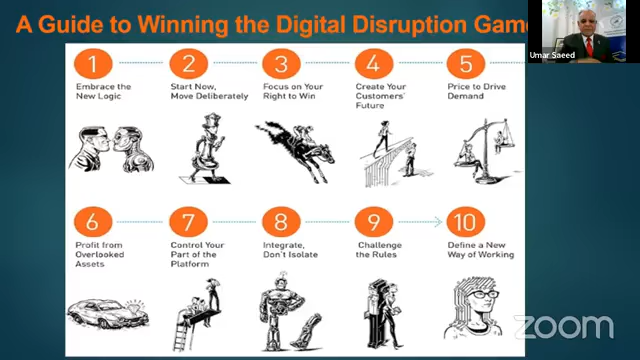 A Guide to Winning the Digital Disruption Gam
Umar Saeed
1
2
3
4
5
Embrace the
New Logic
Start Now,
Move Deliberately
Focus on Your
Right to Win
Create Your
Customers'
Future
Price to Drive
Demand
6
7
8
9
10
Profit from
Overlooked
Assets
Control Your
Part of the
Platform
Integrate,
Don't Isolate
Challenge
the Rules
Define a New
Way of Working
zoom